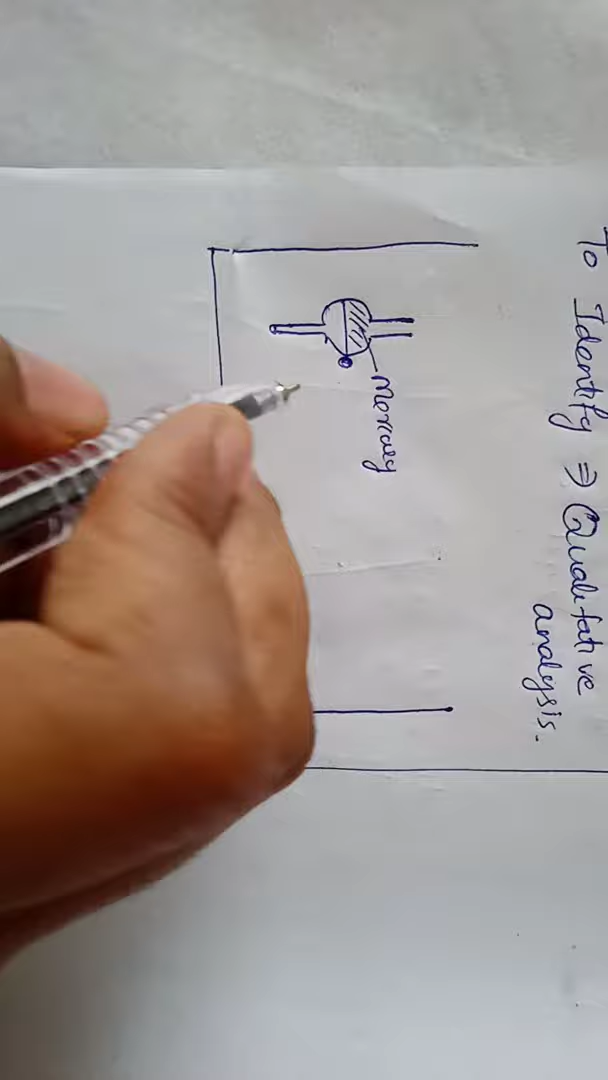 To Identify ⇒ Qualitative
analysis.
Mercury